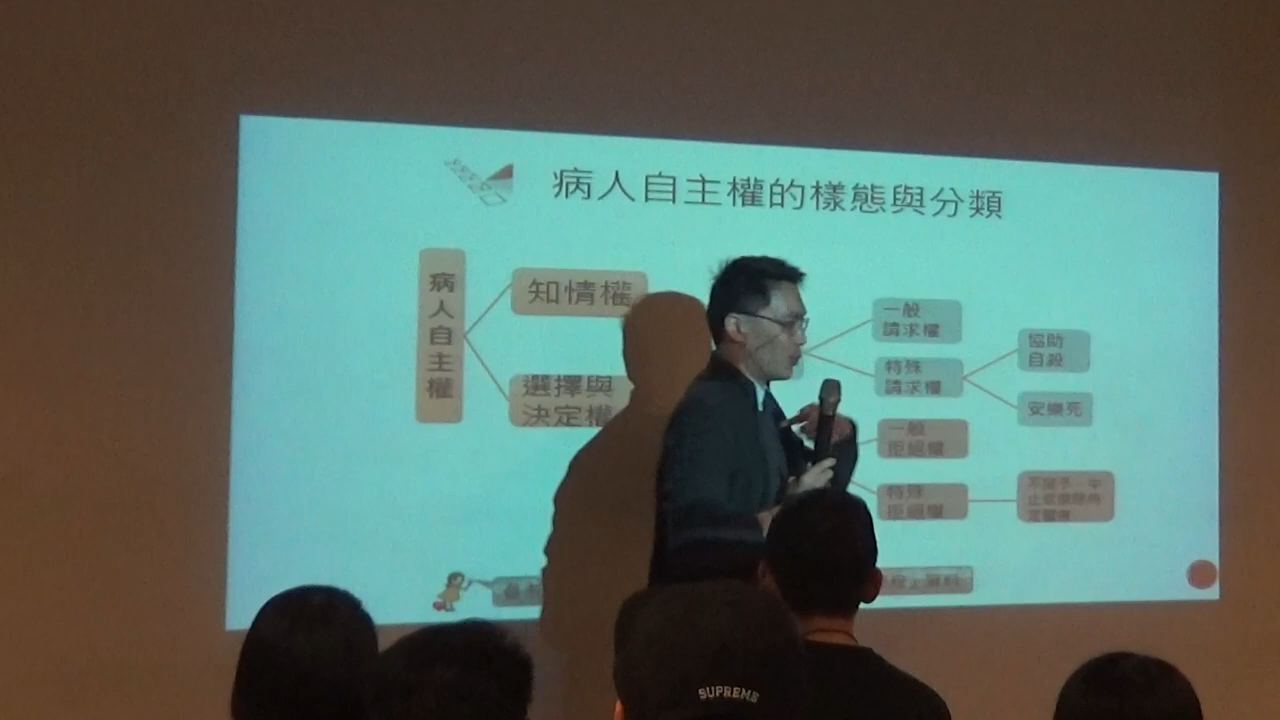 病人自主權的樣態與分類
病人自主權
知情權
選擇與
決定權
一般
請求權
特殊
請求權
協助
自殺
安樂死
一般
拒絕權
特殊
拒絕權
SUPREME